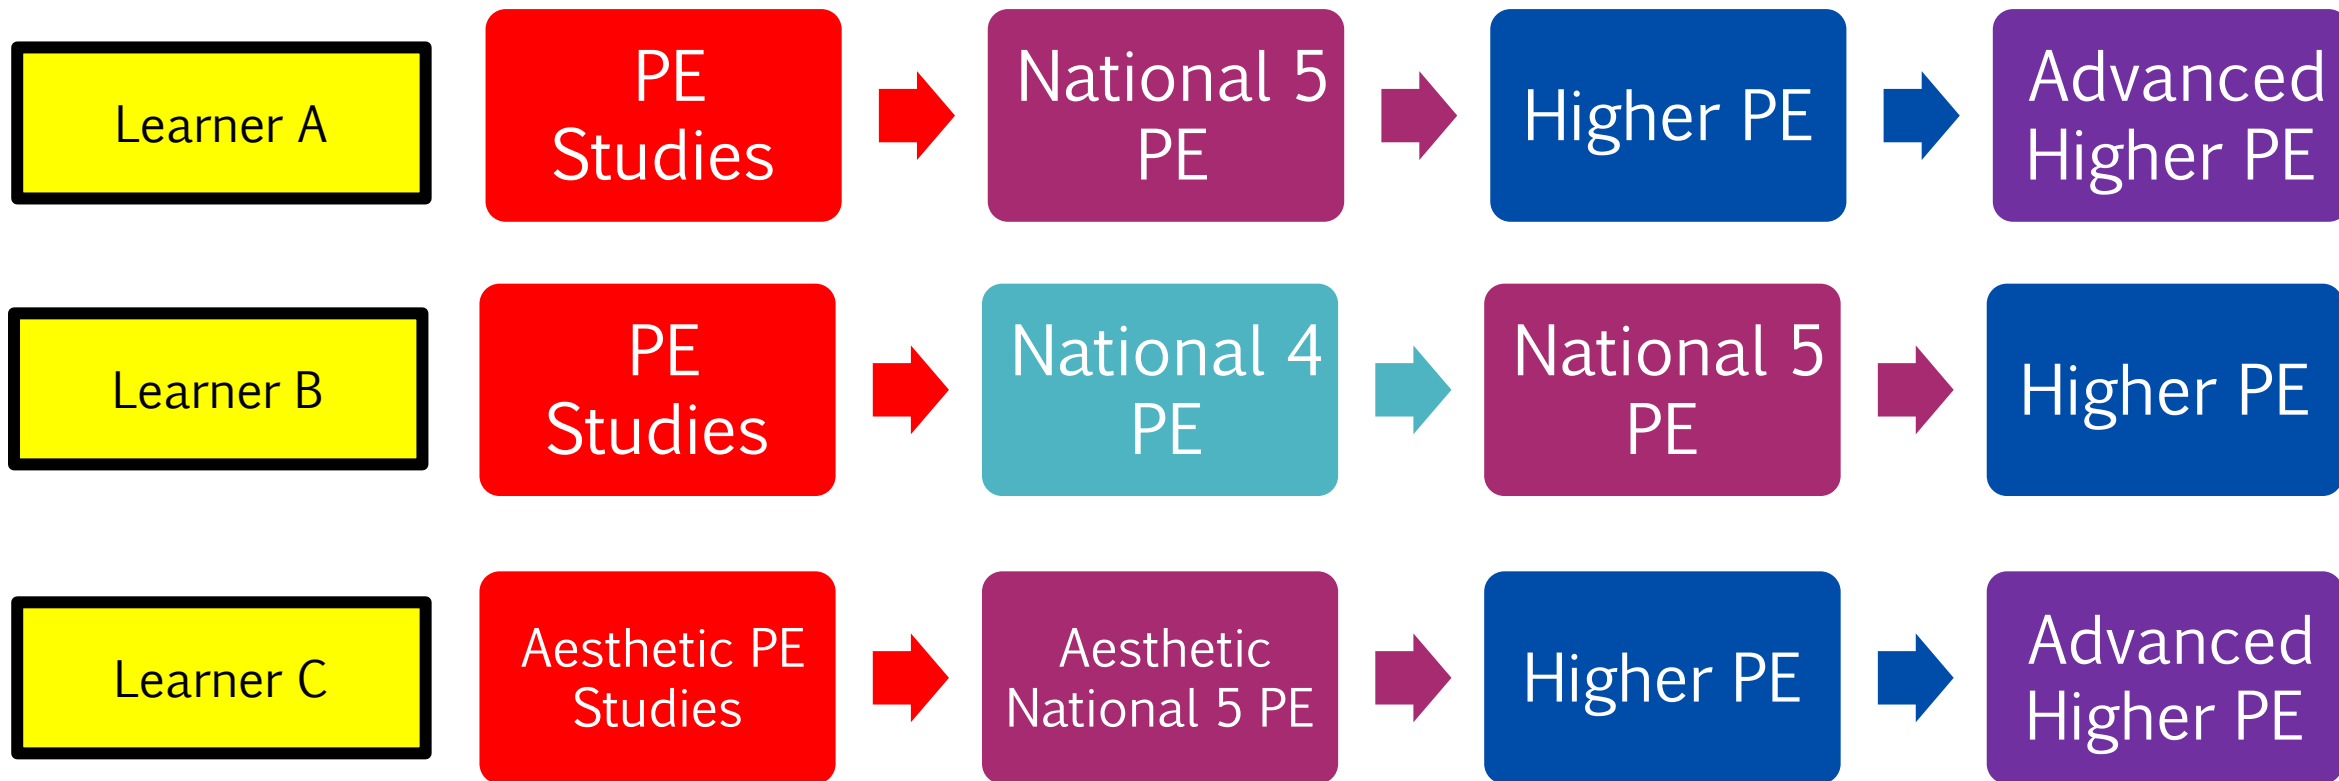 Learner A
PE
Studies
National 5
PE
Higher PE
Advanced
Higher PE
Learner B
PE
Studies
National 4
PE
National 5
PE
Higher PE
Learner C
Aesthetic PE
Studies
Aesthetic
National 5 PE
Higher PE
Advanced
Higher PE